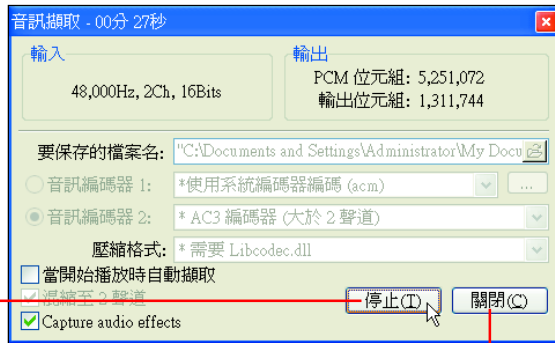 音訊擷取 - 00分 27秒
輸入
48,000Hz, 2Ch, 16Bits
輸出
PCM 位元組: 5,251,072
輸出位元組: 1,311,744
要保存的檔案名: "C:\Documents and Settings\Administrator\My Docu
音訊編碼器 1: *使用系統編碼器編碼 (acm) ...
音訊編碼器 2: * AC3 編碼器 (大於 2 聲道)
壓縮格式: * 需要 Libcodec.dll
當開始播放時自動擷取
混縮至 2 聲道
Capture audio effects
停止(T) 關閉(C)